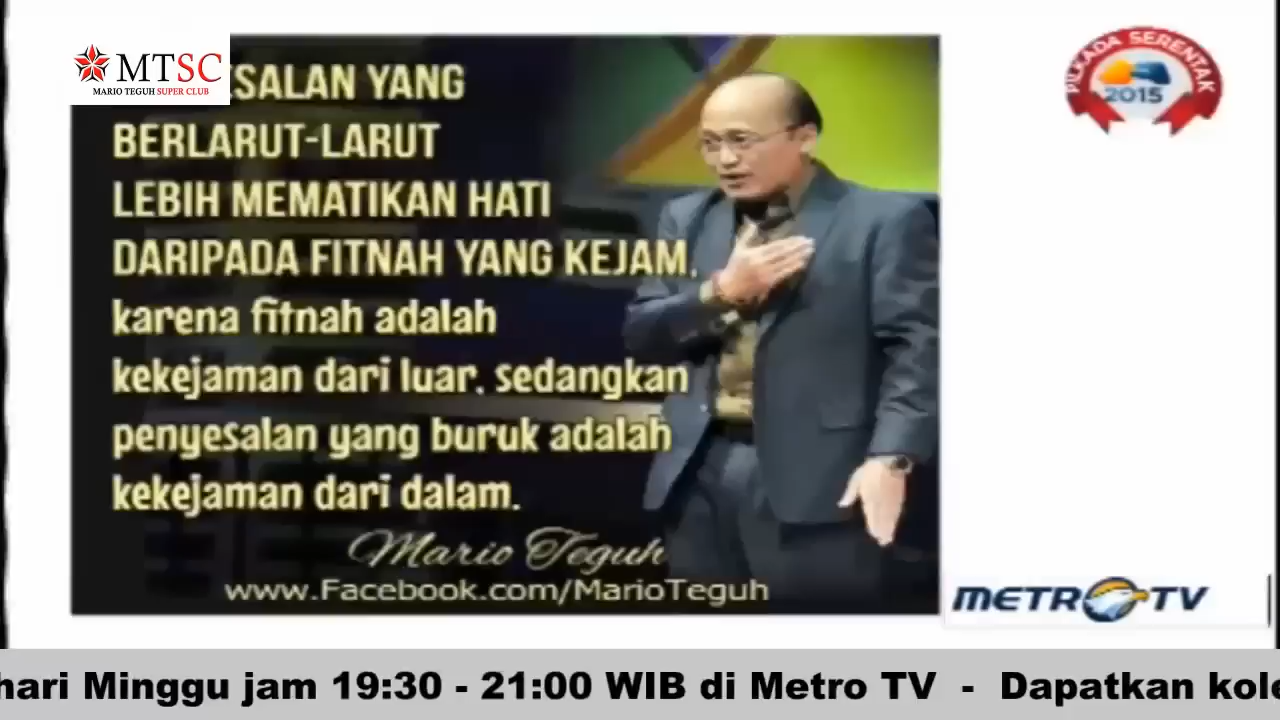 MTSC
MARIO TEGUH SUPER CLUB
PILKADA SERENTAK
2015
ESALAN YANG
BERLARUT-LARUT
LEBIH MEMATIKAN HATI
DARIPADA FITNAH YANG KEJAM,
karena fitnah adalah
kekejaman dari luar, sedangkan
penyesalan yang buruk adalah
kekejaman dari dalam.
Mario Teguh
www.Facebook.com/MarioTeguh
METRO TV
hari Minggu jam 19:30 - 21:00 WIB di Metro TV - Dapatkan kole